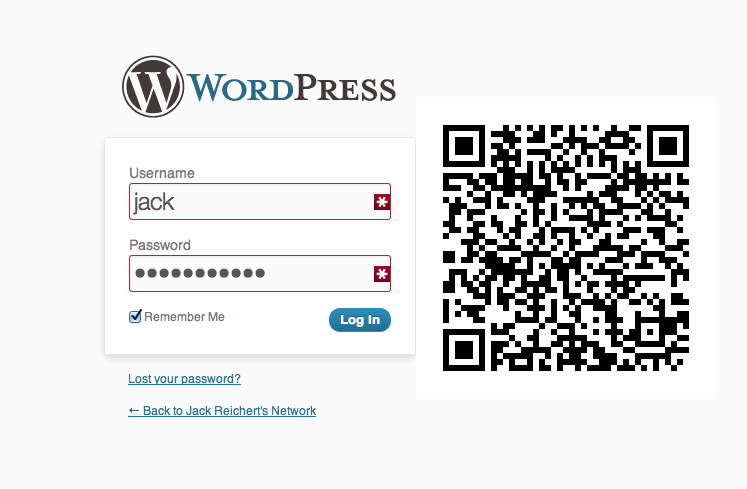 WORDPRESS
Username
jack
Password
Remember Me
Log In
Lost your password?
← Back to Jack Reichert's Network